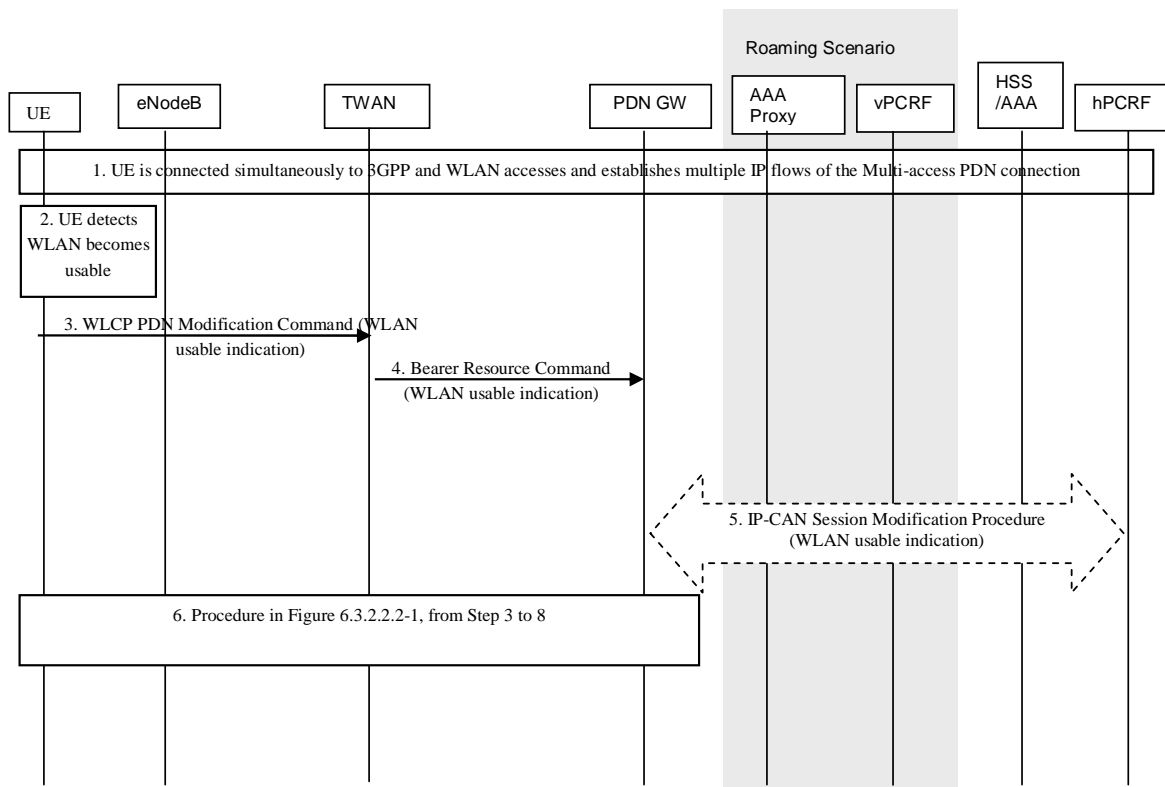 Roaming Scenario
UE
eNodeB
TWAN
PDN GW
AAA
Proxy
vPCRF
HSS
/AAA
hPCRF
1. UE is connected simultaneously to 3GPP and WLAN accesses and establishes multiple IP flows of the Multi-access PDN connection
2. UE detects
WLAN becomes
usable
3. WLCP PDN Modification Command (WLAN
usable indication)
4. Bearer Resource Command
(WLAN usable indication)
5. IP-CAN Session Modification Procedure
(WLAN usable indication)
6. Procedure in Figure 6.3.2.2.2-1, from Step 3 to 8